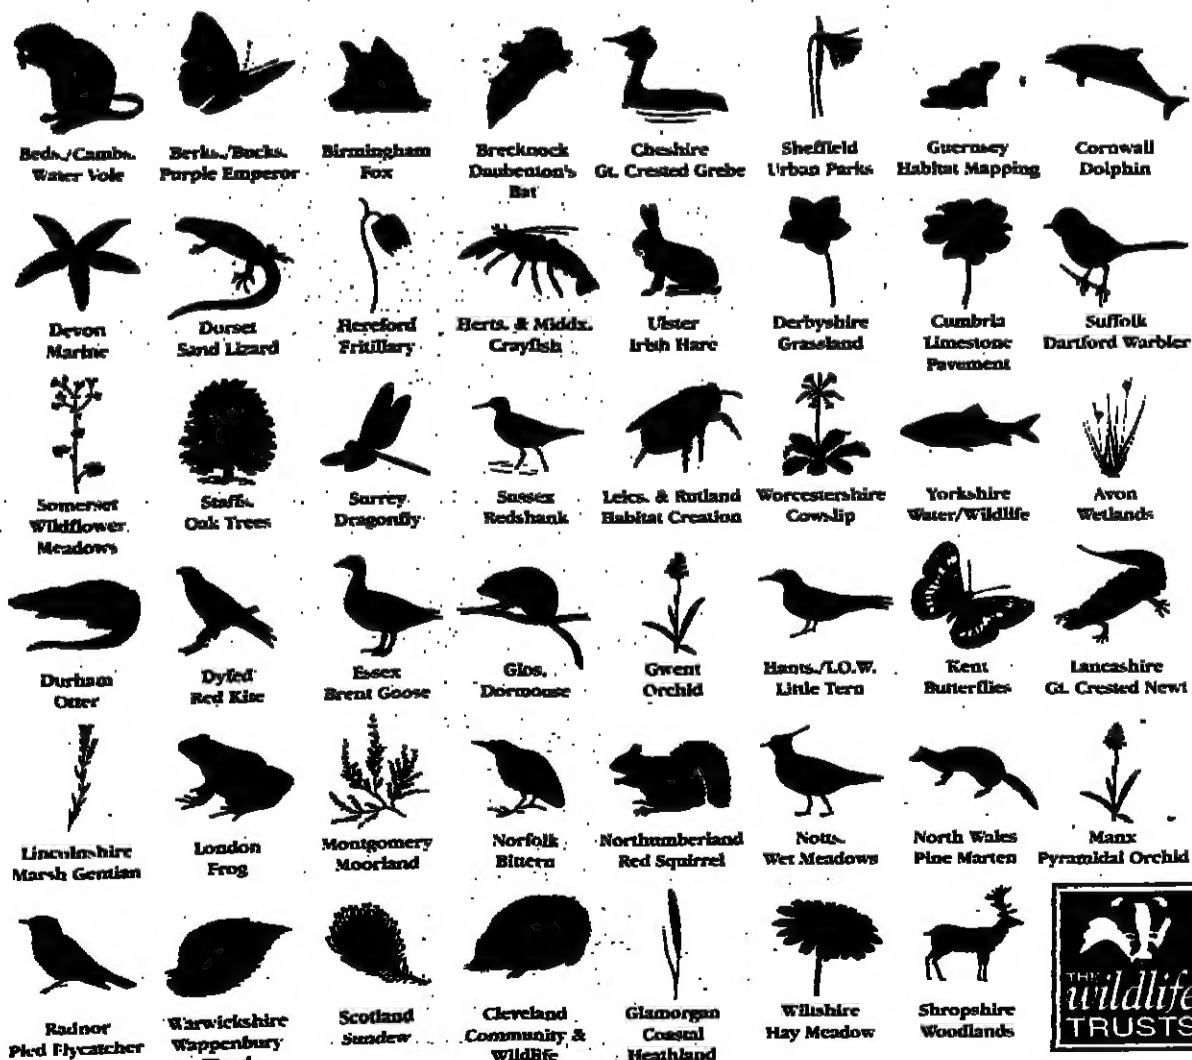 Beds./Cambs.
Water Vole
Berks./Bucks.
Purple Emperor
Birmingham
Fox
Brecknock
Daubenton's
Bat
Cheshire
Gt. Crested Grebe
Sheffield
Urban Parks
Guernsey
Habitat Mapping
Cornwall
Dolphin
Devon
Marine
Dorset
Sand Lizard
Hereford
Fritillary
Herts. & Middx.
Crayfish
Ulster
Irish Hare
Derbyshire
Grassland
Cumbria
Limestone
Pavement
Suffolk
Dartford Warbler
Somerset
Wildflower
Meadows
Staffs.
Oak Trees
Surrey
Dragonfly
Sussex
Redshank
Leics. & Rutland
Habitat Creation
Worcestershire
Cowslip
Yorkshire
Water/Wildlife
Avon
Wetlands
Durham
Otter
Dyfed
Red Kite
Essex
Brent Goose
Glos.
Dormouse
Gwent
Orchid
Hants./I.O.W.
Little Tern
Kent
Butterflies
Lancashire
Gt. Crested Newt
Lincolnshire
Marsh Gentian
London
Frog
Montgomery
Moorland
Norfolk
Bittern
Northumberland
Red Squirrel
Notts.
Wet Meadows
North Wales
Pine Marten
Manx
Pyramidal Orchid
Radnor
Pied Flycatcher
Warwickshire
Wappenbury
Scotland
Sundew
Cleveland
Community &
Wildlife
Glamorgan
Coastal
Heathland
Wiltshire
Hay Meadow
Shropshire
Woodlands
THE
wildlife
TRUSTS